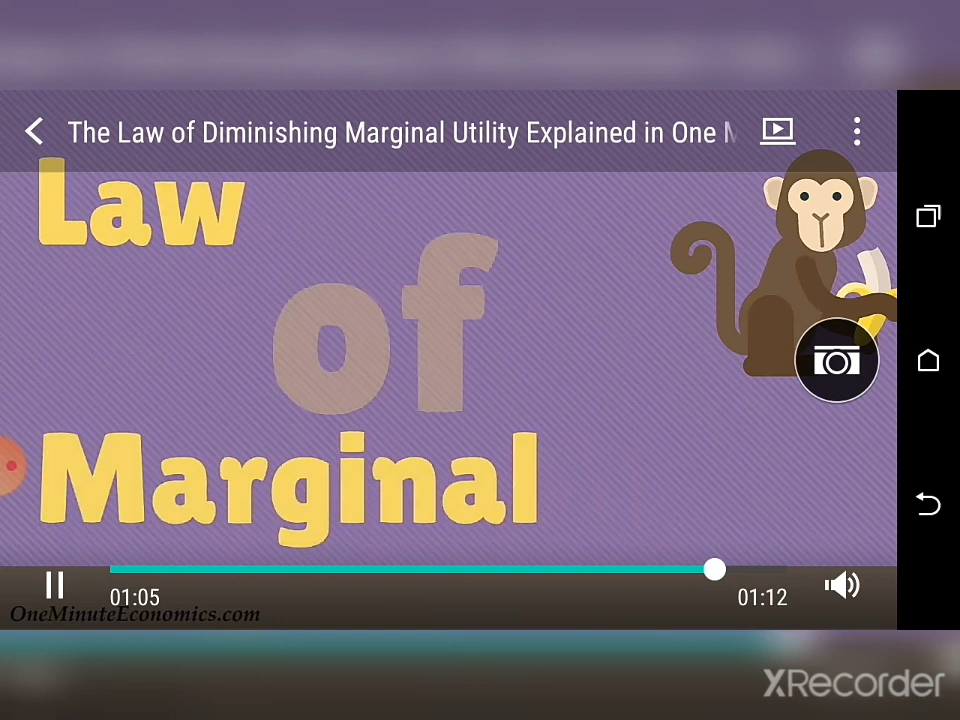 The Law of Diminishing Marginal Utility Explained in One
Law
of
Marginal
01:05
01:12
OneMinuteEconomics.com
XRecorder